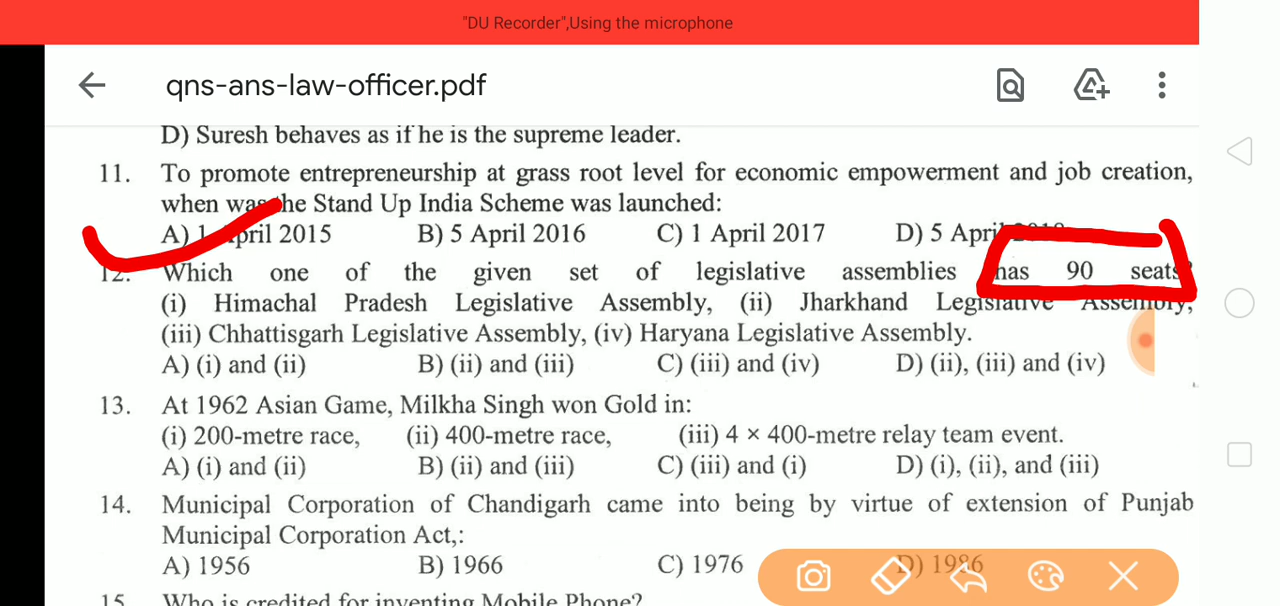 "DU Recorder",Using the microphone
qns-ans-law-officer.pdf
D) Suresh behaves as if he is the supreme leader.
11. To promote entrepreneurship at grass root level for economic empowerment and job creation,
when was the Stand Up India Scheme was launched:
A) 1 April 2015 B) 5 April 2016 C) 1 April 2017 D) 5 April
12. Which one of the given set of legislative assemblies has 90 seats?
(i) Himachal Pradesh Legislative Assembly, (ii) Jharkhand Legislative Assembly,
(iii) Chhattisgarh Legislative Assembly, (iv) Haryana Legislative Assembly.
A) (i) and (ii) B) (ii) and (iii) C) (iii) and (iv) D) (ii), (iii) and (iv)
13. At 1962 Asian Game, Milkha Singh won Gold in:
(i) 200-metre race, (ii) 400-metre race, (iii) 4 × 400-metre relay team event.
A) (i) and (ii) B) (ii) and (iii) C) (iii) and (i) D) (i), (ii), and (iii)
14. Municipal Corporation of Chandigarh came into being by virtue of extension of Punjab
Municipal Corporation Act,:
A) 1956 B) 1966 C) 1976 D) 1986
15 Who is credited for inventing Mobile Phone?